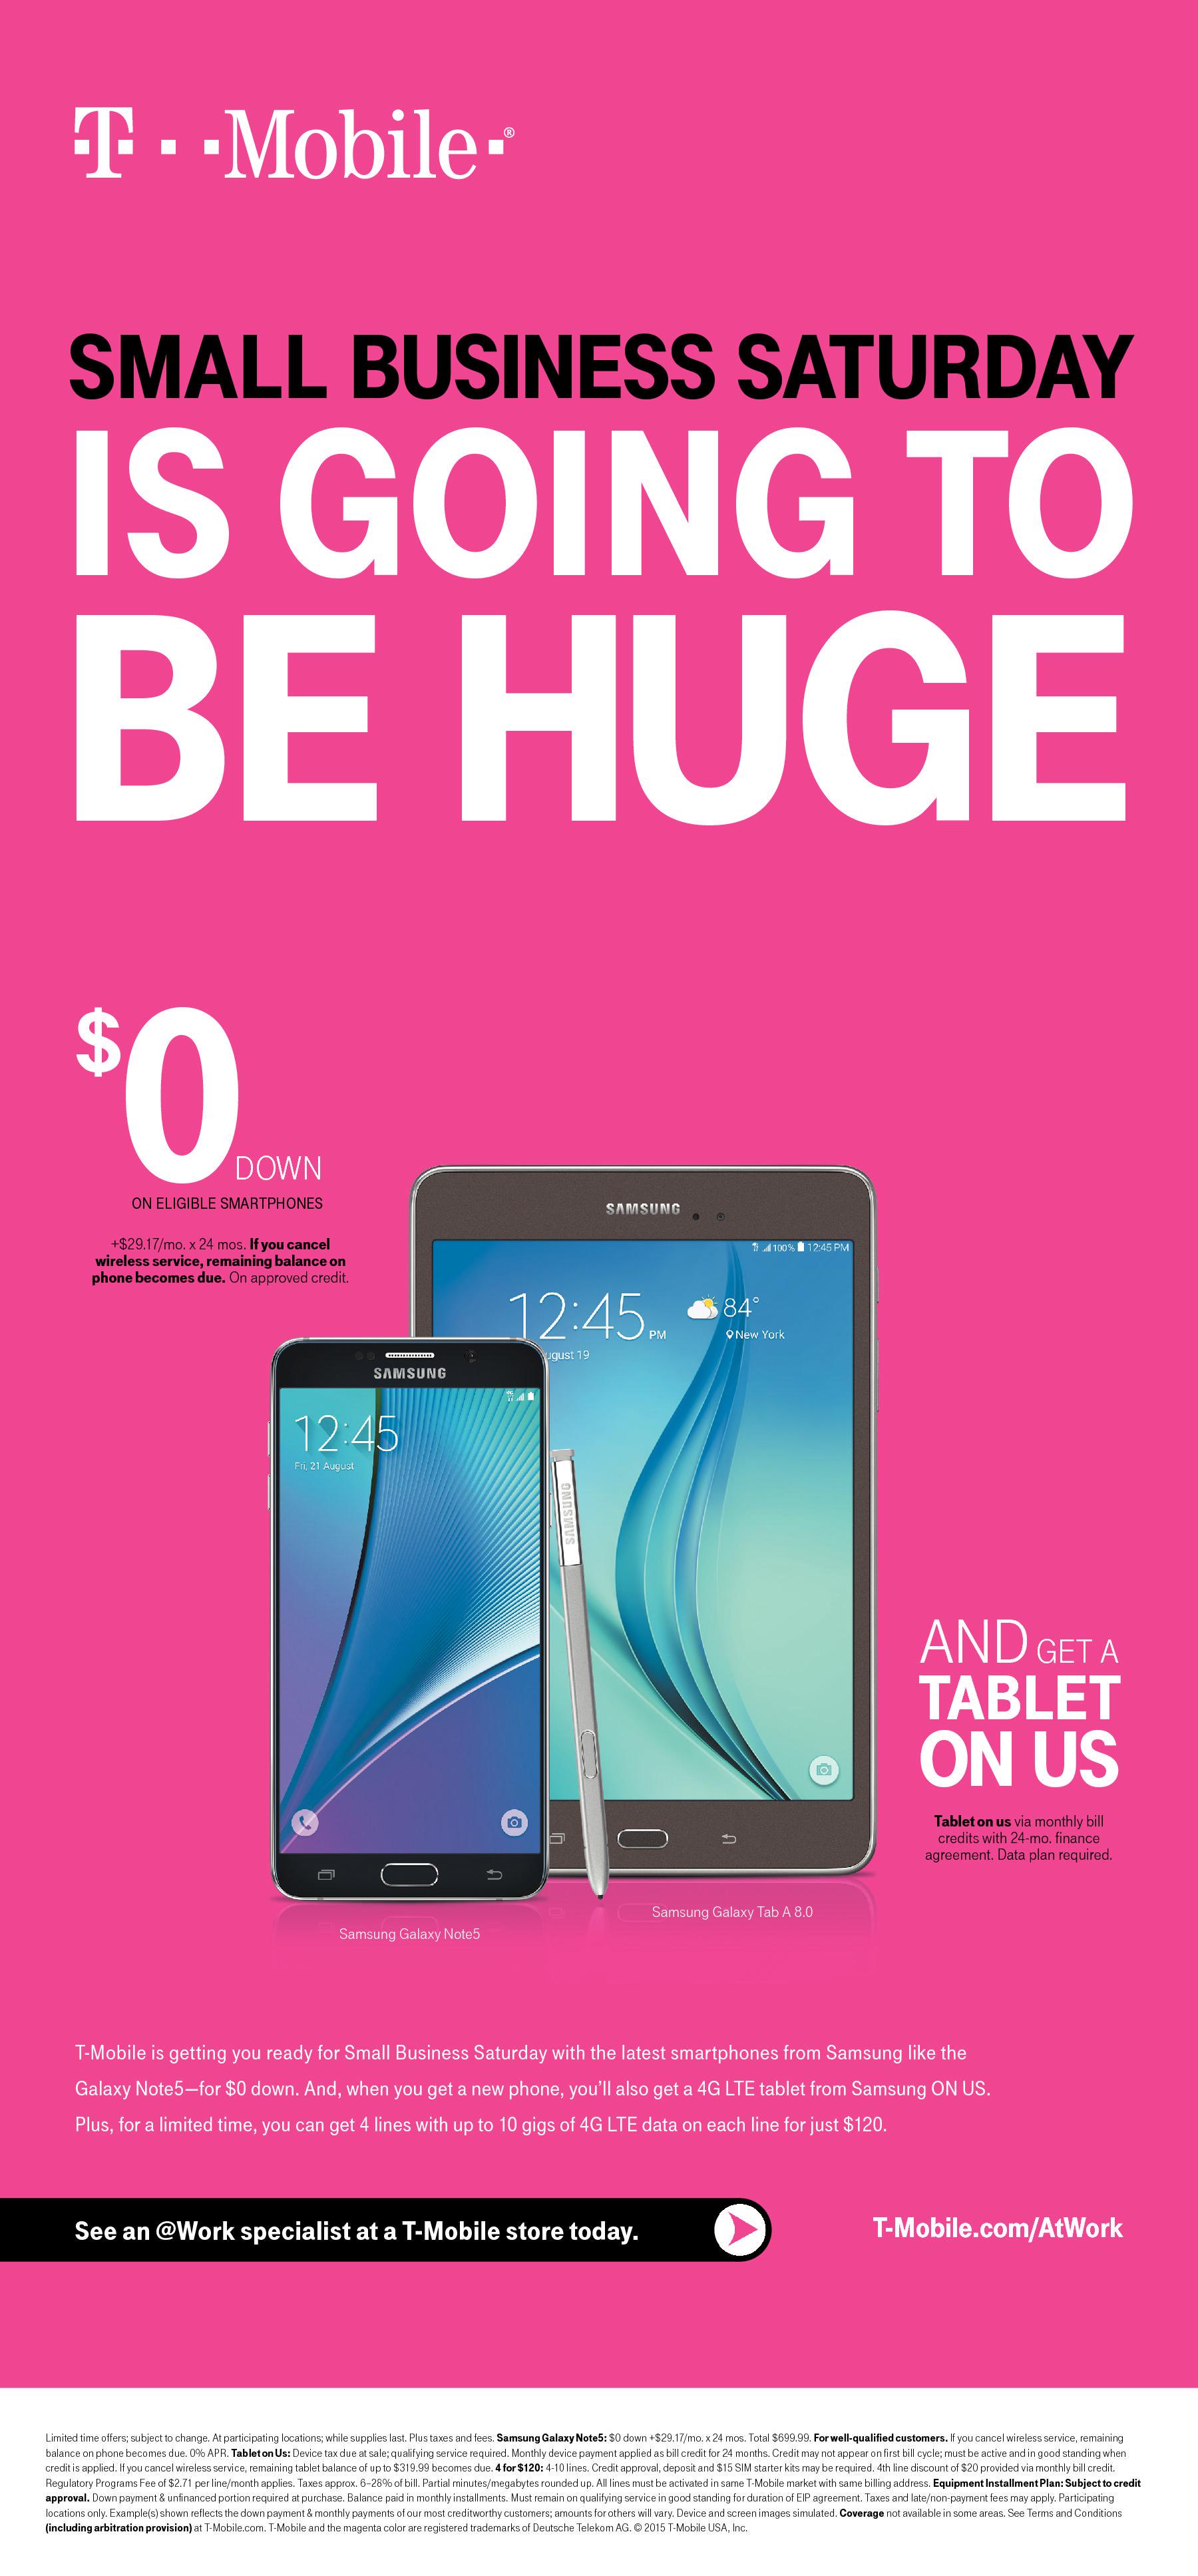 T··Mobile·®
SMALL BUSINESS SATURDAY
IS GOING TO
BE HUGE
$0 DOWN
ON ELIGIBLE SMARTPHONES
+$29.17/mo. x 24 mos. If you cancel
wireless service, remaining balance on
phone becomes due. On approved credit.
SAMSUNG
100% 12:45 PM
12:45 PM 84°
New York
ugust 19
SAMSUNG
12:45
Fri, 21 August
SAMSUNG
AND GET A
TABLET
ON US
Tablet on us via monthly bill
credits with 24-mo. finance
agreement. Data plan required.
Samsung Galaxy Tab A 8.0
Samsung Galaxy Note5
T-Mobile is getting you ready for Small Business Saturday with the latest smartphones from Samsung like the
Galaxy Note5—for $0 down. And, when you get a new phone, you'll also get a 4G LTE tablet from Samsung ON US.
Plus, for a limited time, you can get 4 lines with up to 10 gigs of 4G LTE data on each line for just $120.
See an @Work specialist at a T-Mobile store today.
T-Mobile.com/AtWork
Limited time offers; subject to change. At participating locations; while supplies last. Plus taxes and fees. Samsung Galaxy Note5: $0 down +$29.17/mo. x 24 mos. Total $699.99. For well-qualified customers. If you cancel wireless service, remaining
balance on phone becomes due. 0% APR. Tablet on Us: Device tax due at sale; qualifying service required. Monthly device payment applied as bill credit for 24 months. Credit may not appear on first bill cycle; must be active and in good standing when
credit is applied. If you cancel wireless service, remaining tablet balance of up to $319.99 becomes due. 4 for $120: 4-10 lines. Credit approval, deposit and $15 SIM starter kits may be required. 4th line discount of $20 provided via monthly bill credit.
Regulatory Programs Fee of $2.71 per line/month applies. Taxes approx. 6–28% of bill. Partial minutes/megabytes rounded up. All lines must be activated in same T-Mobile market with same billing address. Equipment Installment Plan: Subject to credit
approval. Down payment & unfinanced portion required at purchase. Balance paid in monthly installments. Must remain on qualifying service in good standing for duration of EIP agreement. Taxes and late/non-payment fees may apply. Participating
locations only. Example(s) shown reflects the down payment & monthly payments of our most creditworthy customers; amounts for others will vary. Device and screen images simulated. Coverage not available in some areas. See Terms and Conditions
(including arbitration provision) at T-Mobile.com. T-Mobile and the magenta color are registered trademarks of Deutsche Telekom AG. © 2015 T-Mobile USA, Inc.